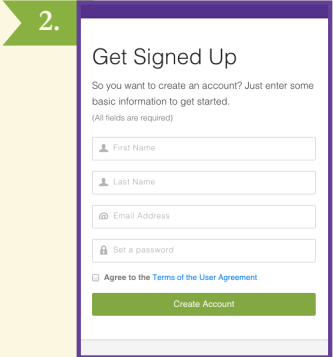 2.
Get Signed Up
So you want to create an account? Just enter some
basic information to get started.
(All fields are required)
First Name
Last Name
Email Address
Set a password
Agree to the Terms of the User Agreement
Create Account